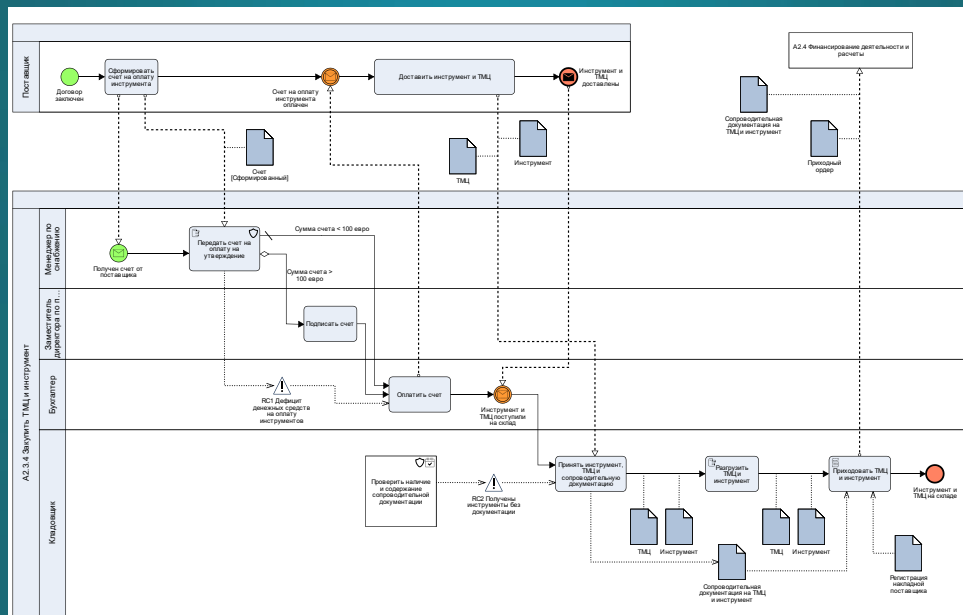 Поставщик
Договор
заключен
Сформировать
счет на оплату
инструмента
Счет на оплату
инструмента
оплачен
Доставить инструмент и ТМЦ
Инструмент и
ТМЦ
доставлены
А2.4 Финансирование деятельности и
расчеты
Сопроводительная
документация на
ТМЦ и инструмент
Приходный
ордер
Счет
[Сформированный]
ТМЦ
Инструмент
А2.3.4 Закупить ТМЦ и инструмент
Менеджер по
снабжению
Получен счет от
поставщика
Передать счет на
оплату на
утверждение
Сумма счета < 100 евро
Сумма счета >
100 евро
Заместитель
директора по п...
Подписать счет
Бухгалтер
RC1 Дефицит
денежных средств
на оплату
инструментов
Оплатить счет
Инструмент и
ТМЦ поступили
на склад
Кладовщик
Проверить наличие
и содержание
сопроводительной
документации
RC2 Получены
инструменты без
документации
Принять инструмент,
ТМЦ и
сопроводительную
документацию
Разгрузить
ТМЦ и
инструмент
Приходовать ТМЦ
и инструмент
Инструмент и
ТМЦ на складе
ТМЦ
Инструмент
ТМЦ
Инструмент
Сопроводительная
документация на ТМЦ
и инструмент
Регистрация
накладной
поставщика